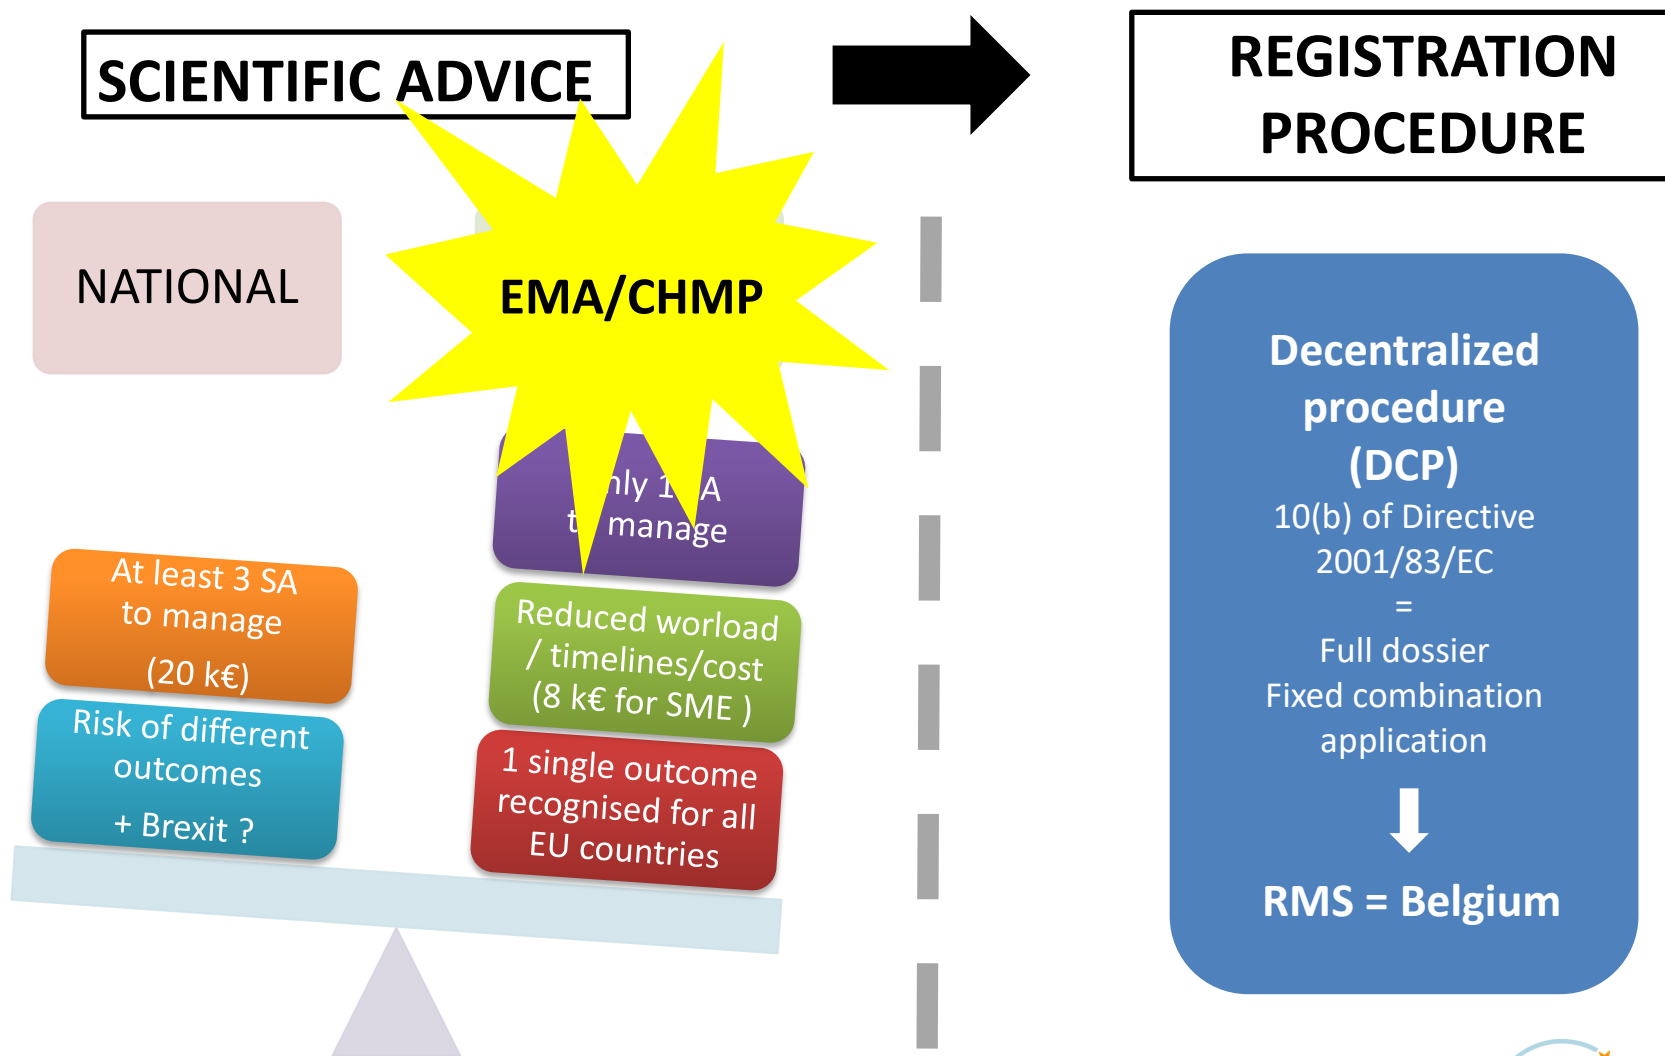 SCIENTIFIC ADVICE
REGISTRATION
PROCEDURE
NATIONAL
EMA/CHMP
At least 3 SA
to manage
(20 k€)
Risk of different
outcomes
+ Brexit ?
nly 1 A
t manage
Reduced worload
/ timelines/cost
(8 k€ for SME )
1 single outcome
recognised for all
EU countries
Decentralized
procedure
(DCP)
10(b) of Directive
2001/83/EC
=
Full dossier
Fixed combination
application
RMS = Belgium